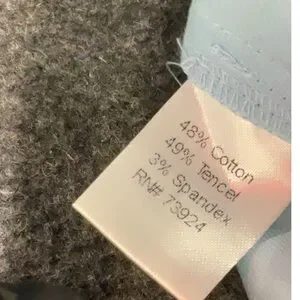 48% Cotton
49% Tencel
3% Spandex
RN# 73924